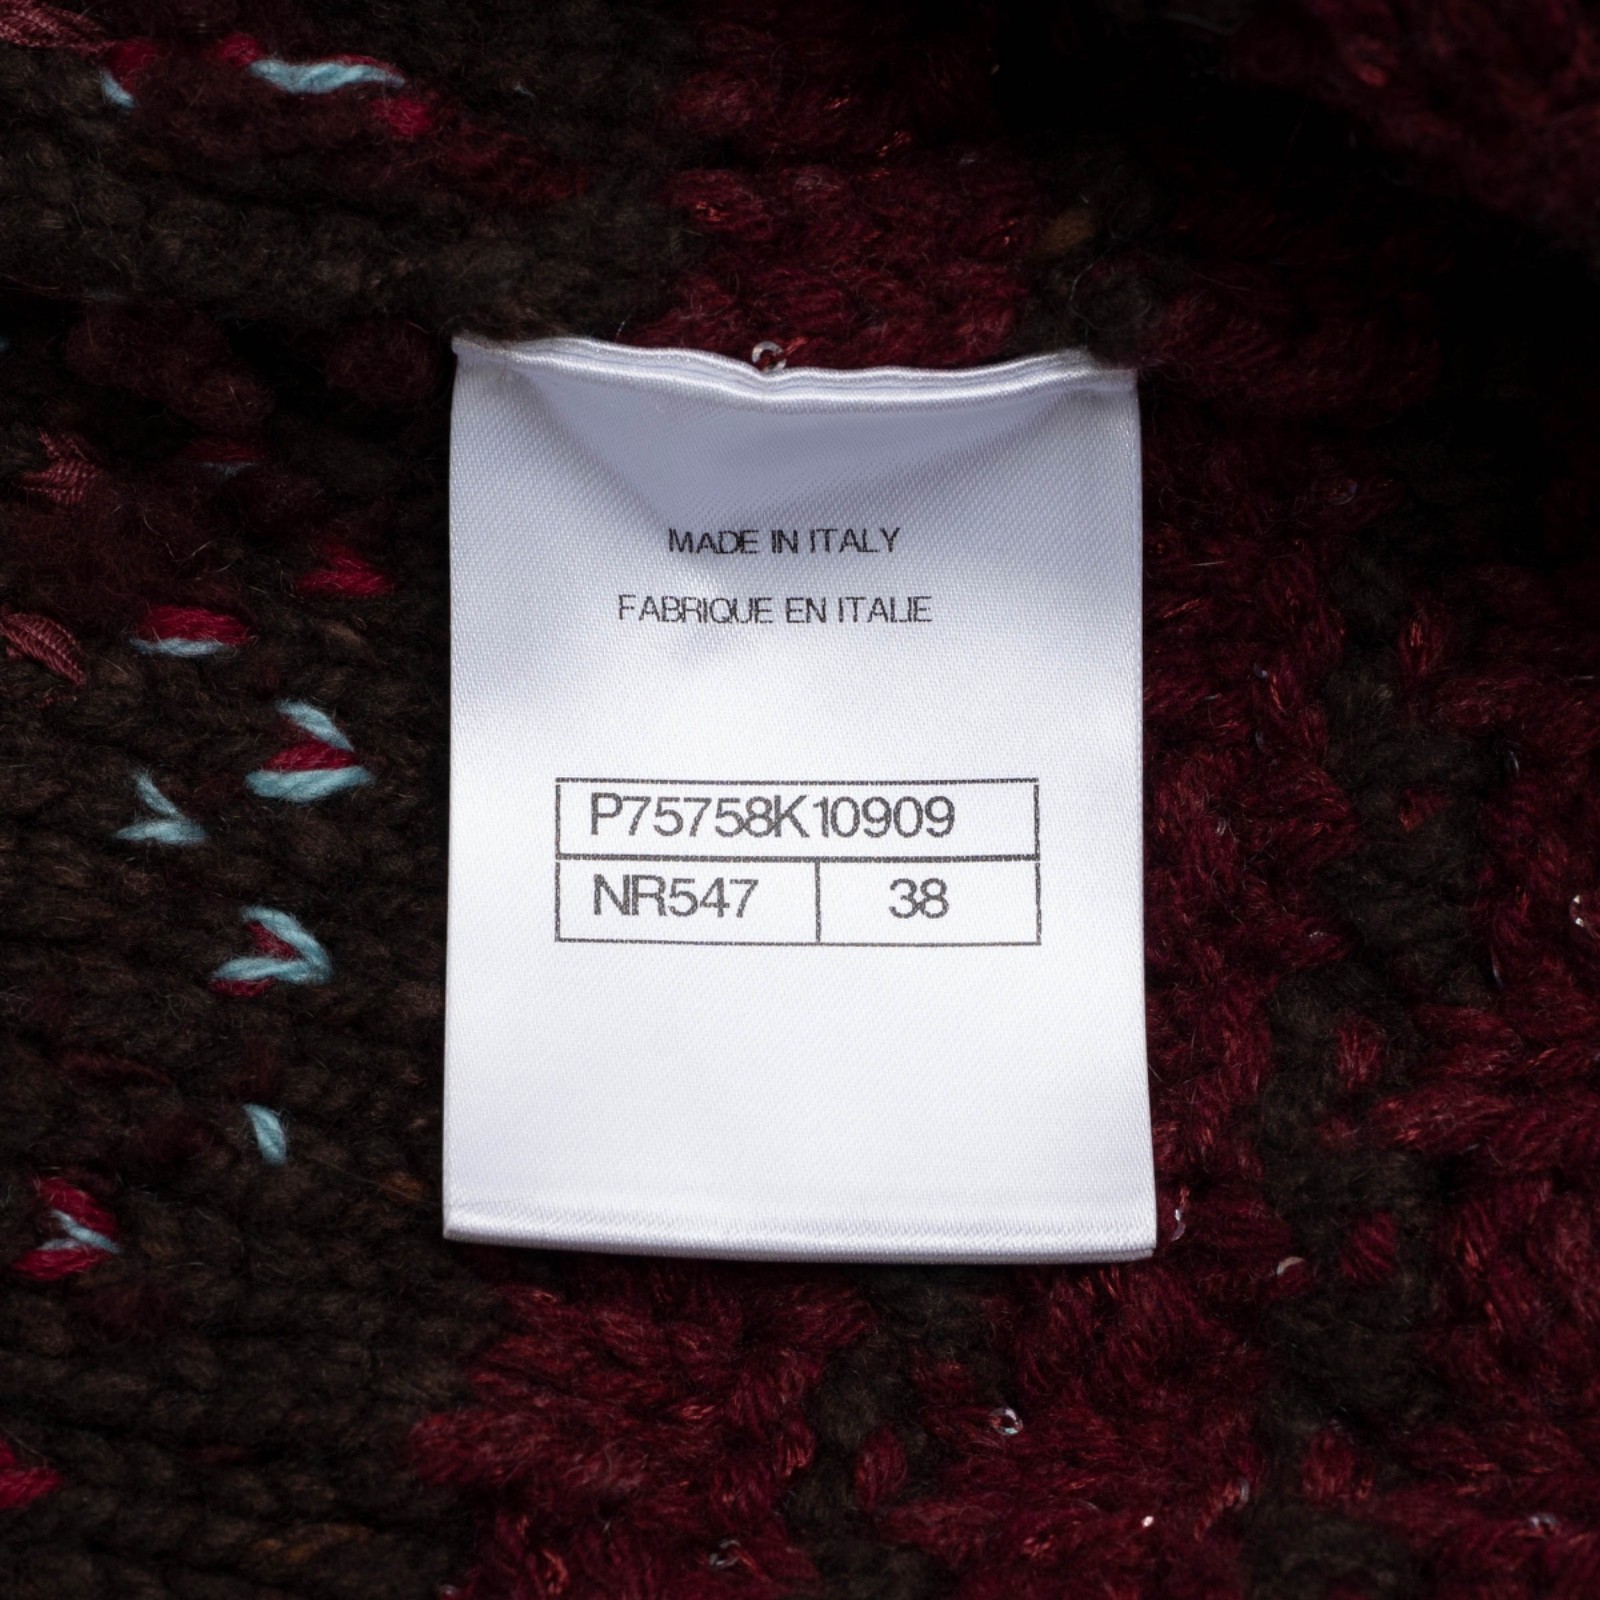 MADE IN ITALY
FABRIQUE EN ITALIE
P75758K10909
NR547 38